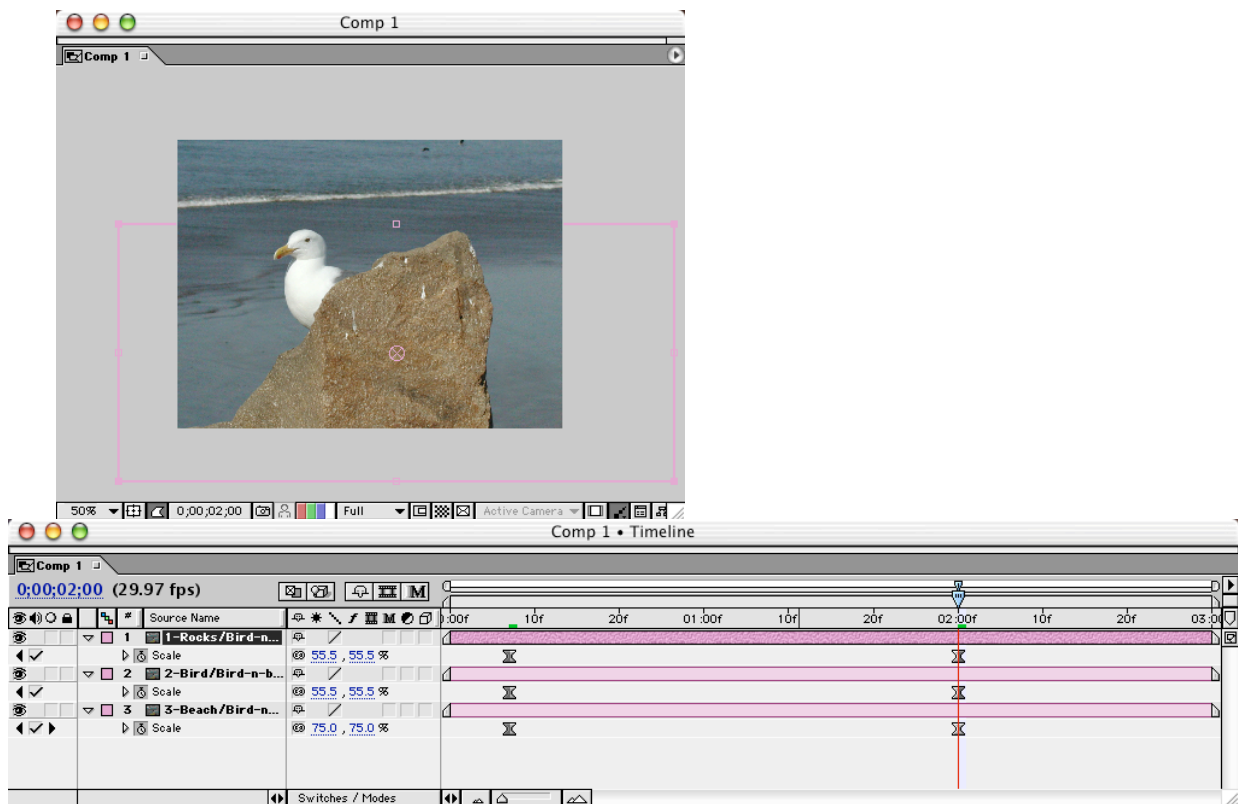 Comp 1
Comp 1
50% 0;00;02;00 Full Active Camera
Comp 1 • Timeline
Comp 1
0;00;02;00 (29.97 fps) M
# Source Name M :00f 10f 20f 01:00f 10f 20f 02:00f 10f 20f 03:00
1 1-Rocks/Bird-n...
Scale 55.5 , 55.5 %
2 2-Bird/Bird-n-b...
Scale 55.5 , 55.5 %
3 3-Beach/Bird-n...
Scale 75.0 , 75.0 %
Switches / Modes